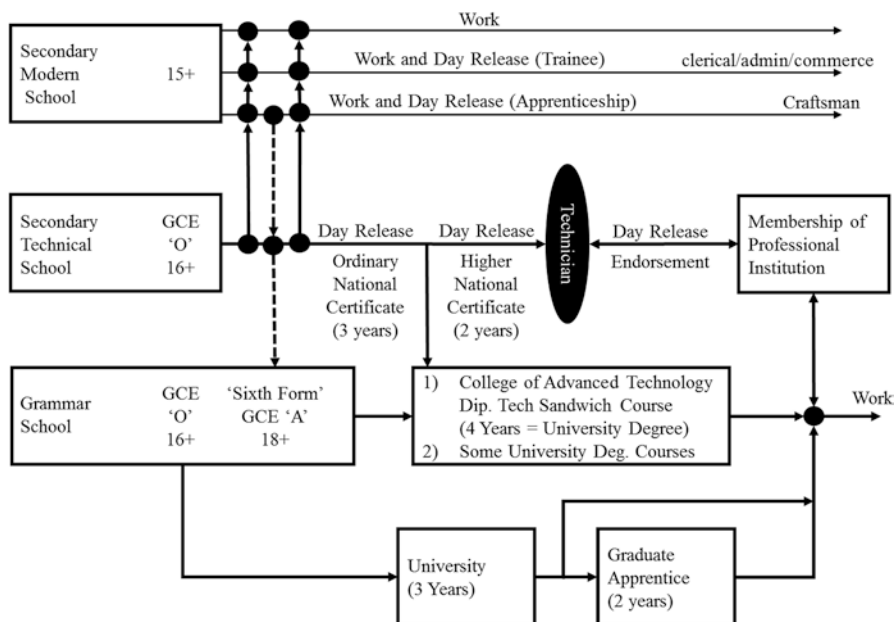 Work
Secondary
Modern
School
15+
Work and Day Release (Trainee)
clerical/admin/commerce
Work and Day Release (Apprenticeship)
Craftsman
Secondary
Technical
School
GCE
‘O’
16+
Day Release
Ordinary
National
Certificate
(3 years)
Day Release
Higher
National
Certificate
(2 years)
Technician
Day Release
Endorsement
Membership of
Professional
Institution
Grammar
School
GCE
‘O’
16+
‘Sixth Form’
GCE ‘A’
18+
1) College of Advanced Technology
Dip. Tech Sandwich Course
(4 Years = University Degree)
2) Some University Deg. Courses
Work
University
(3 Years)
Graduate
Apprentice
(2 years)